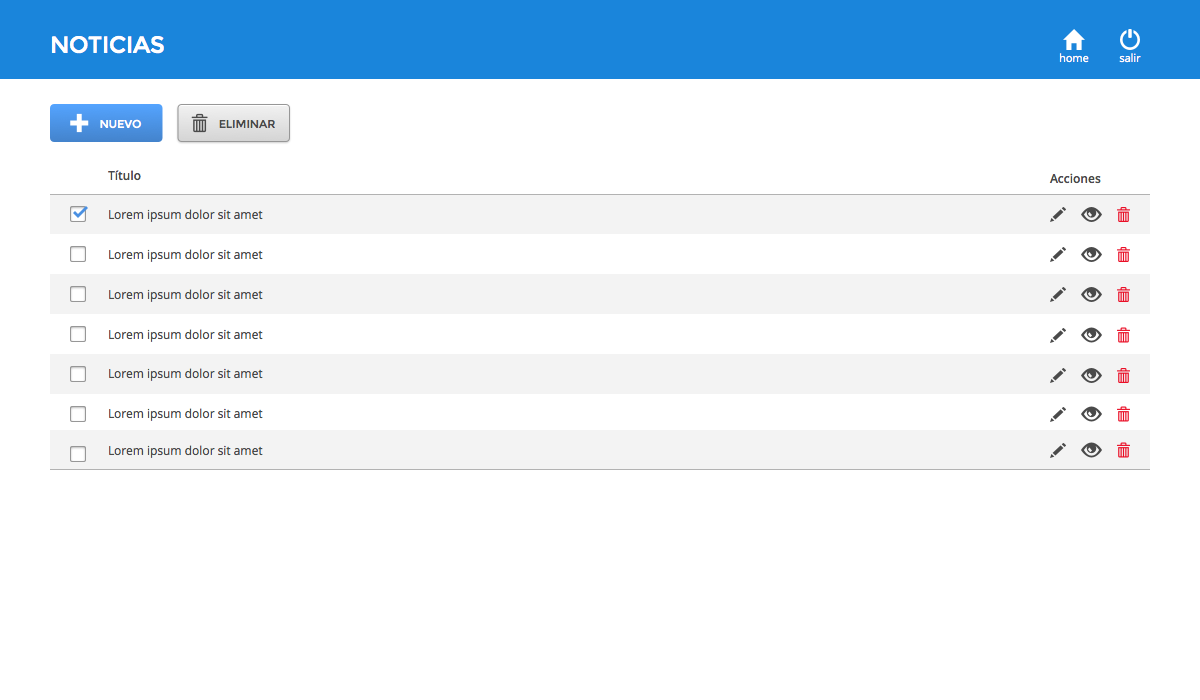 NOTICIAS
home
salir
NUEVO
ELIMINAR
Título
Acciones
Lorem ipsum dolor sit amet
Lorem ipsum dolor sit amet
Lorem ipsum dolor sit amet
Lorem ipsum dolor sit amet
Lorem ipsum dolor sit amet
Lorem ipsum dolor sit amet
Lorem ipsum dolor sit amet